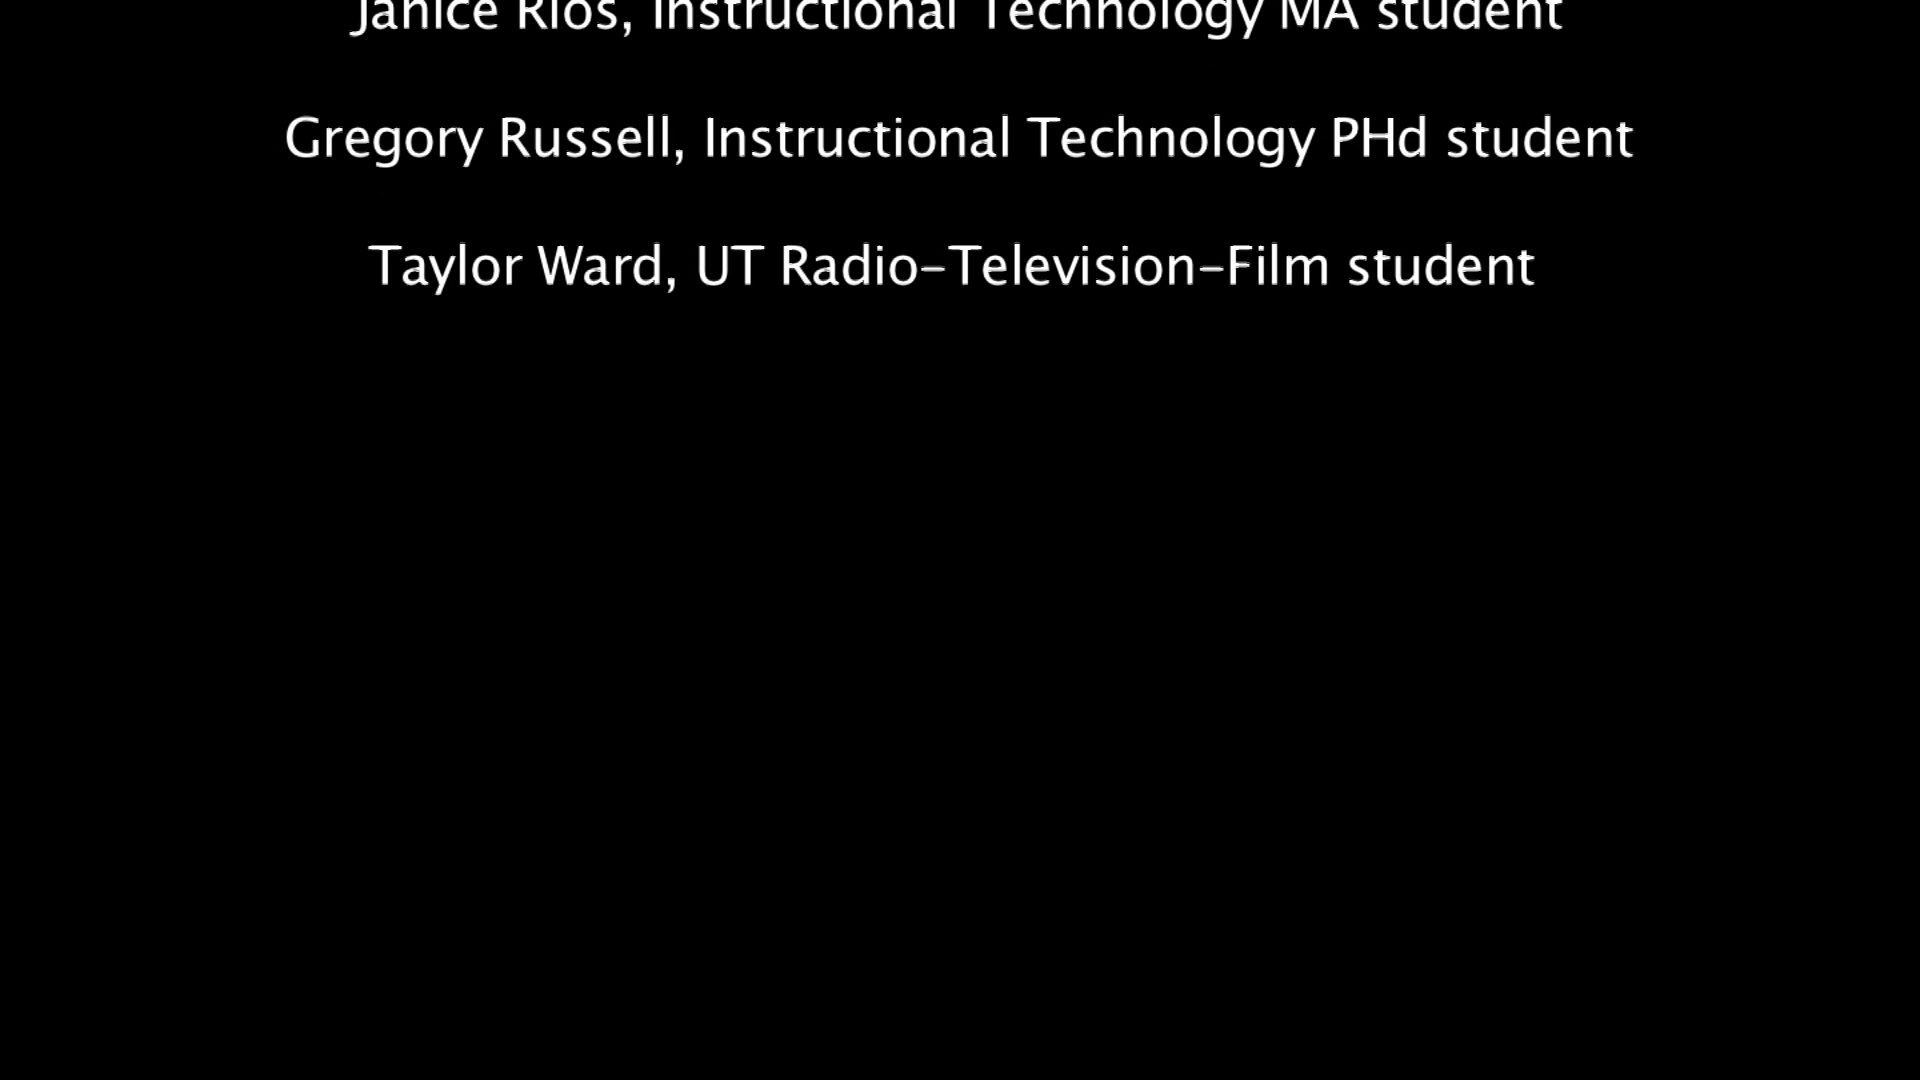 Janice Rios, Instructional Technology MA student
Gregory Russell, Instructional Technology PHd student
Taylor Ward, UT Radio-Television-Film student